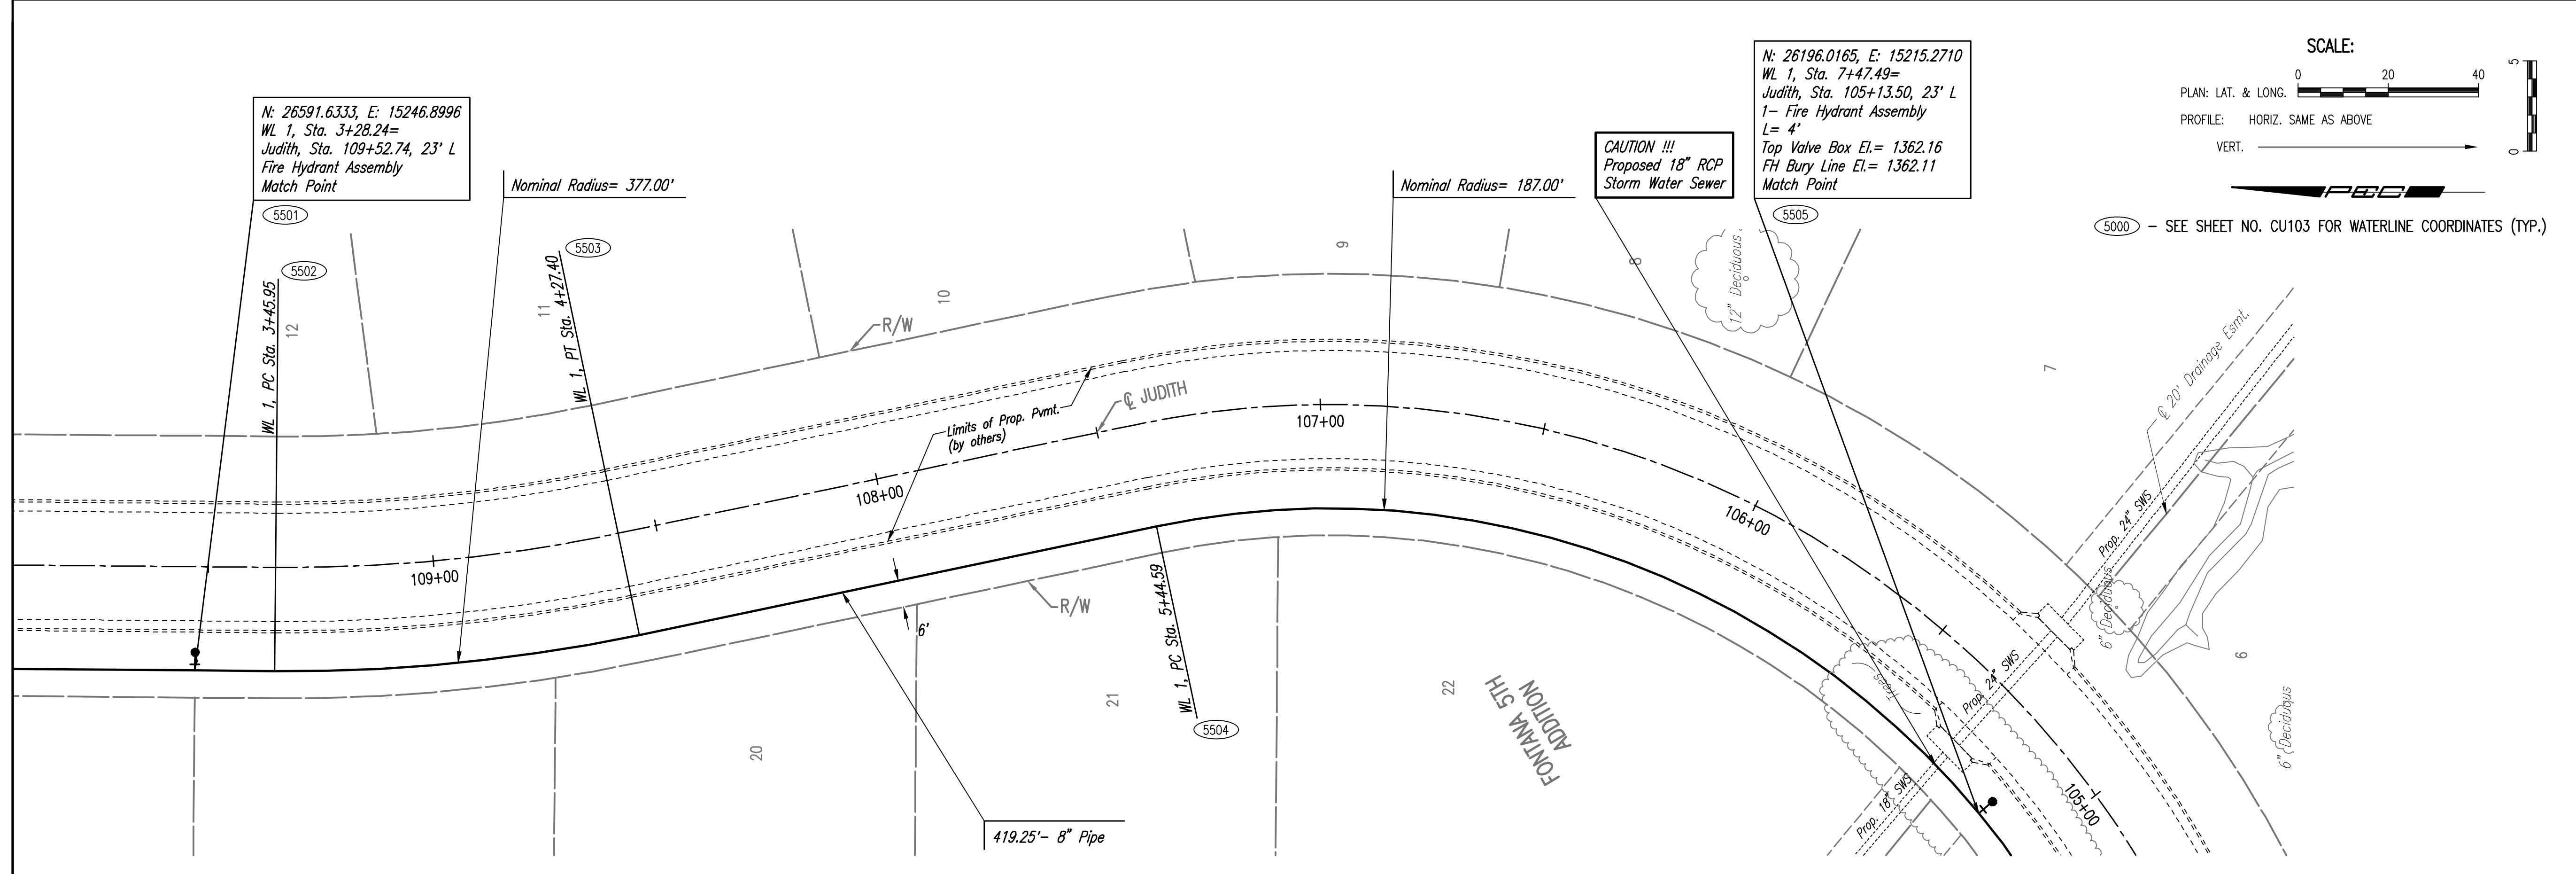 N: 26591.6333, E: 15246.8996
WL 1, Sta. 3+28.24=
Judith, Sta. 109+52.74, 23' L
Fire Hydrant Assembly
Match Point
5501
5502
WL 1, PC Sta. 3+45.95
12
Nominal Radius= 377.00'
5503
WL 1, PT Sta. 4+27.40
11
10
R/W
Limits of Prop. Pvmt.
(by others)
℄ JUDITH
Nominal Radius= 187.00'
9
CAUTION !!!
Proposed 18" RCP
Storm Water Sewer
8
12" Deciduous
N: 26196.0165, E: 15215.2710
WL 1, Sta. 7+47.49=
Judith, Sta. 105+13.50, 23' L
1- Fire Hydrant Assembly
L= 4'
Top Valve Box El.= 1362.16
FH Bury Line El.= 1362.11
Match Point
5505
SCALE:
0 20 40
PLAN: LAT. & LONG.
PROFILE: HORIZ. SAME AS ABOVE
VERT.
5
0
PEC
5000 - SEE SHEET NO. CU103 FOR WATERLINE COORDINATES (TYP.)
7
℄ 20' Drainage Esmt.
109+00
108+00
107+00
106+00
105+00
R/W
6'
WL 1, PC Sta. 5+44.59
5504
20
21
22
FONTANA 5TH
ADDITION
419.25'- 8" Pipe
Trees
Prop. 24" SWS
Prop. 24" SWS
Prop. 18" SWS
6" Deciduous
6
6" Deciduous